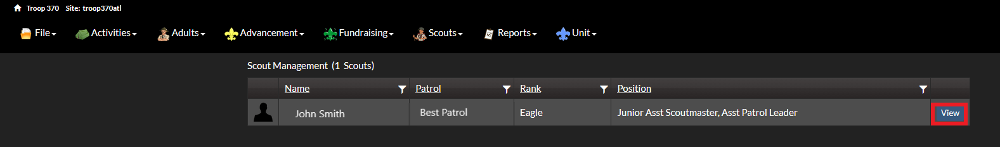 Troop 370 Site: troop370atl
File Activities Adults Advancement Fundraising Scouts Reports Unit
Scout Management (1 Scouts)
Name Patrol Rank Position
John Smith Best Patrol Eagle Junior Asst Scoutmaster, Asst Patrol Leader View